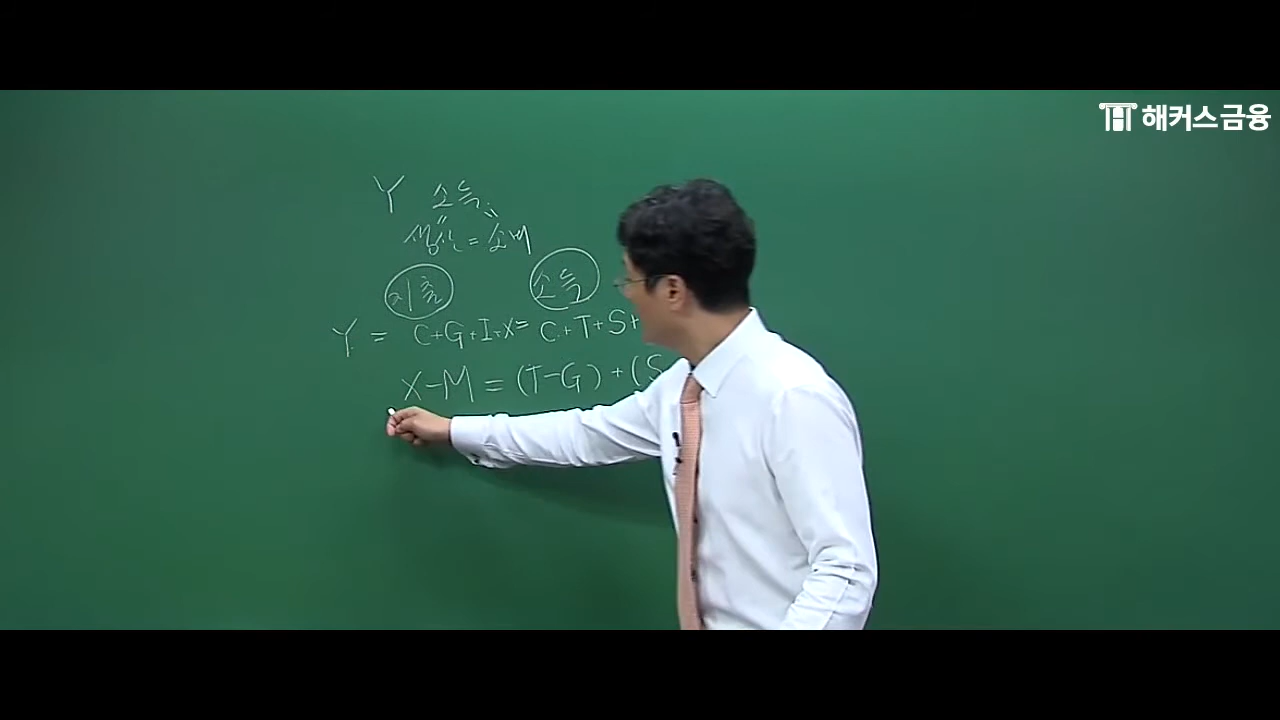 해커스금융
Y 소득
생산 = 소비
지출 소득
Y = C+G+I+X = C+T+S+
X-M = (T-G) + (S